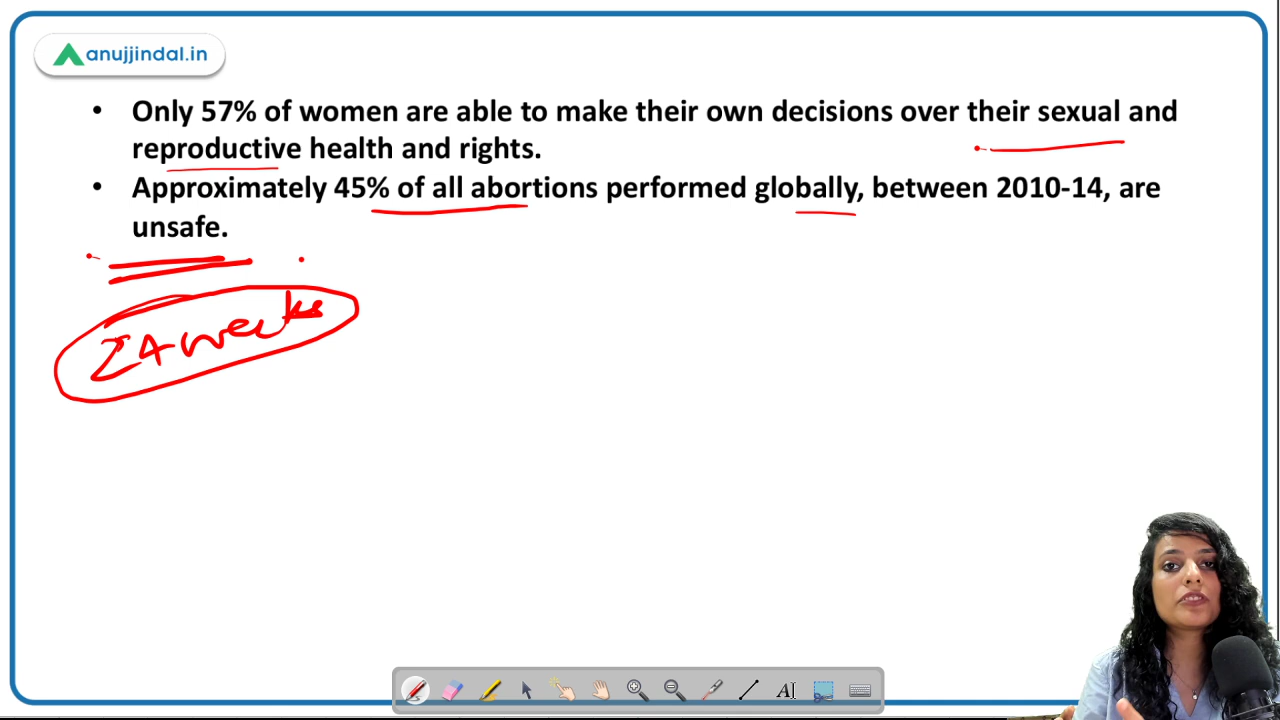 anujjindal.in
• Only 57% of women are able to make their own decisions over their sexual and
reproductive health and rights.
• Approximately 45% of all abortions performed globally, between 2010-14, are
unsafe.
24 weeks
A